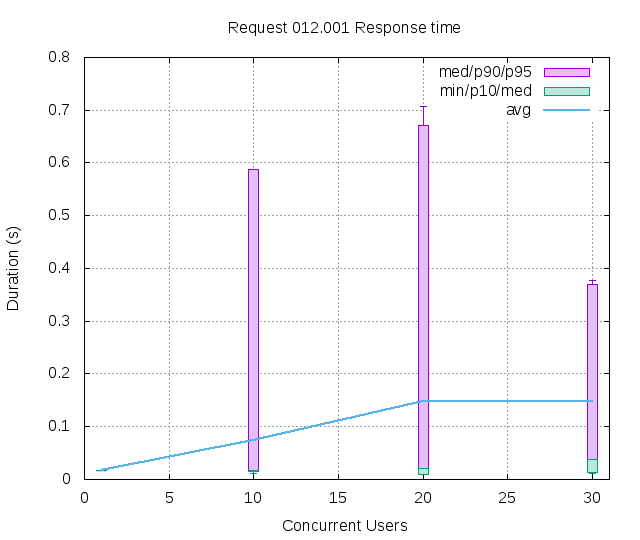 Request 012.001 Response time
0.8
0.7
0.6
0.5
0.4
0.3
0.2
0.1
0
med/p90/p95
min/p10/med
avg
Duration (s)
0 5 10 15 20 25 30
Concurrent Users